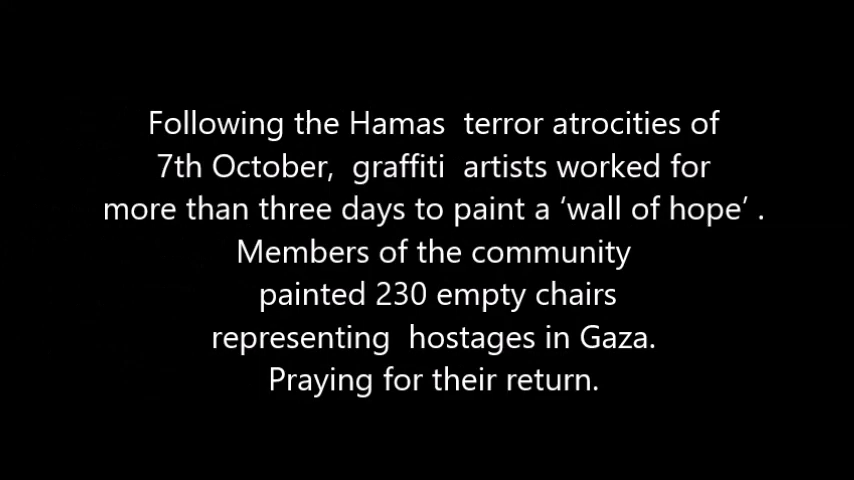 Following the Hamas  terror atrocities of
7th October,  graffiti  artists worked for
more than three days to paint a ‘wall of hope’ .
Members of the community
painted 230 empty chairs
representing  hostages in Gaza.
Praying for their return.